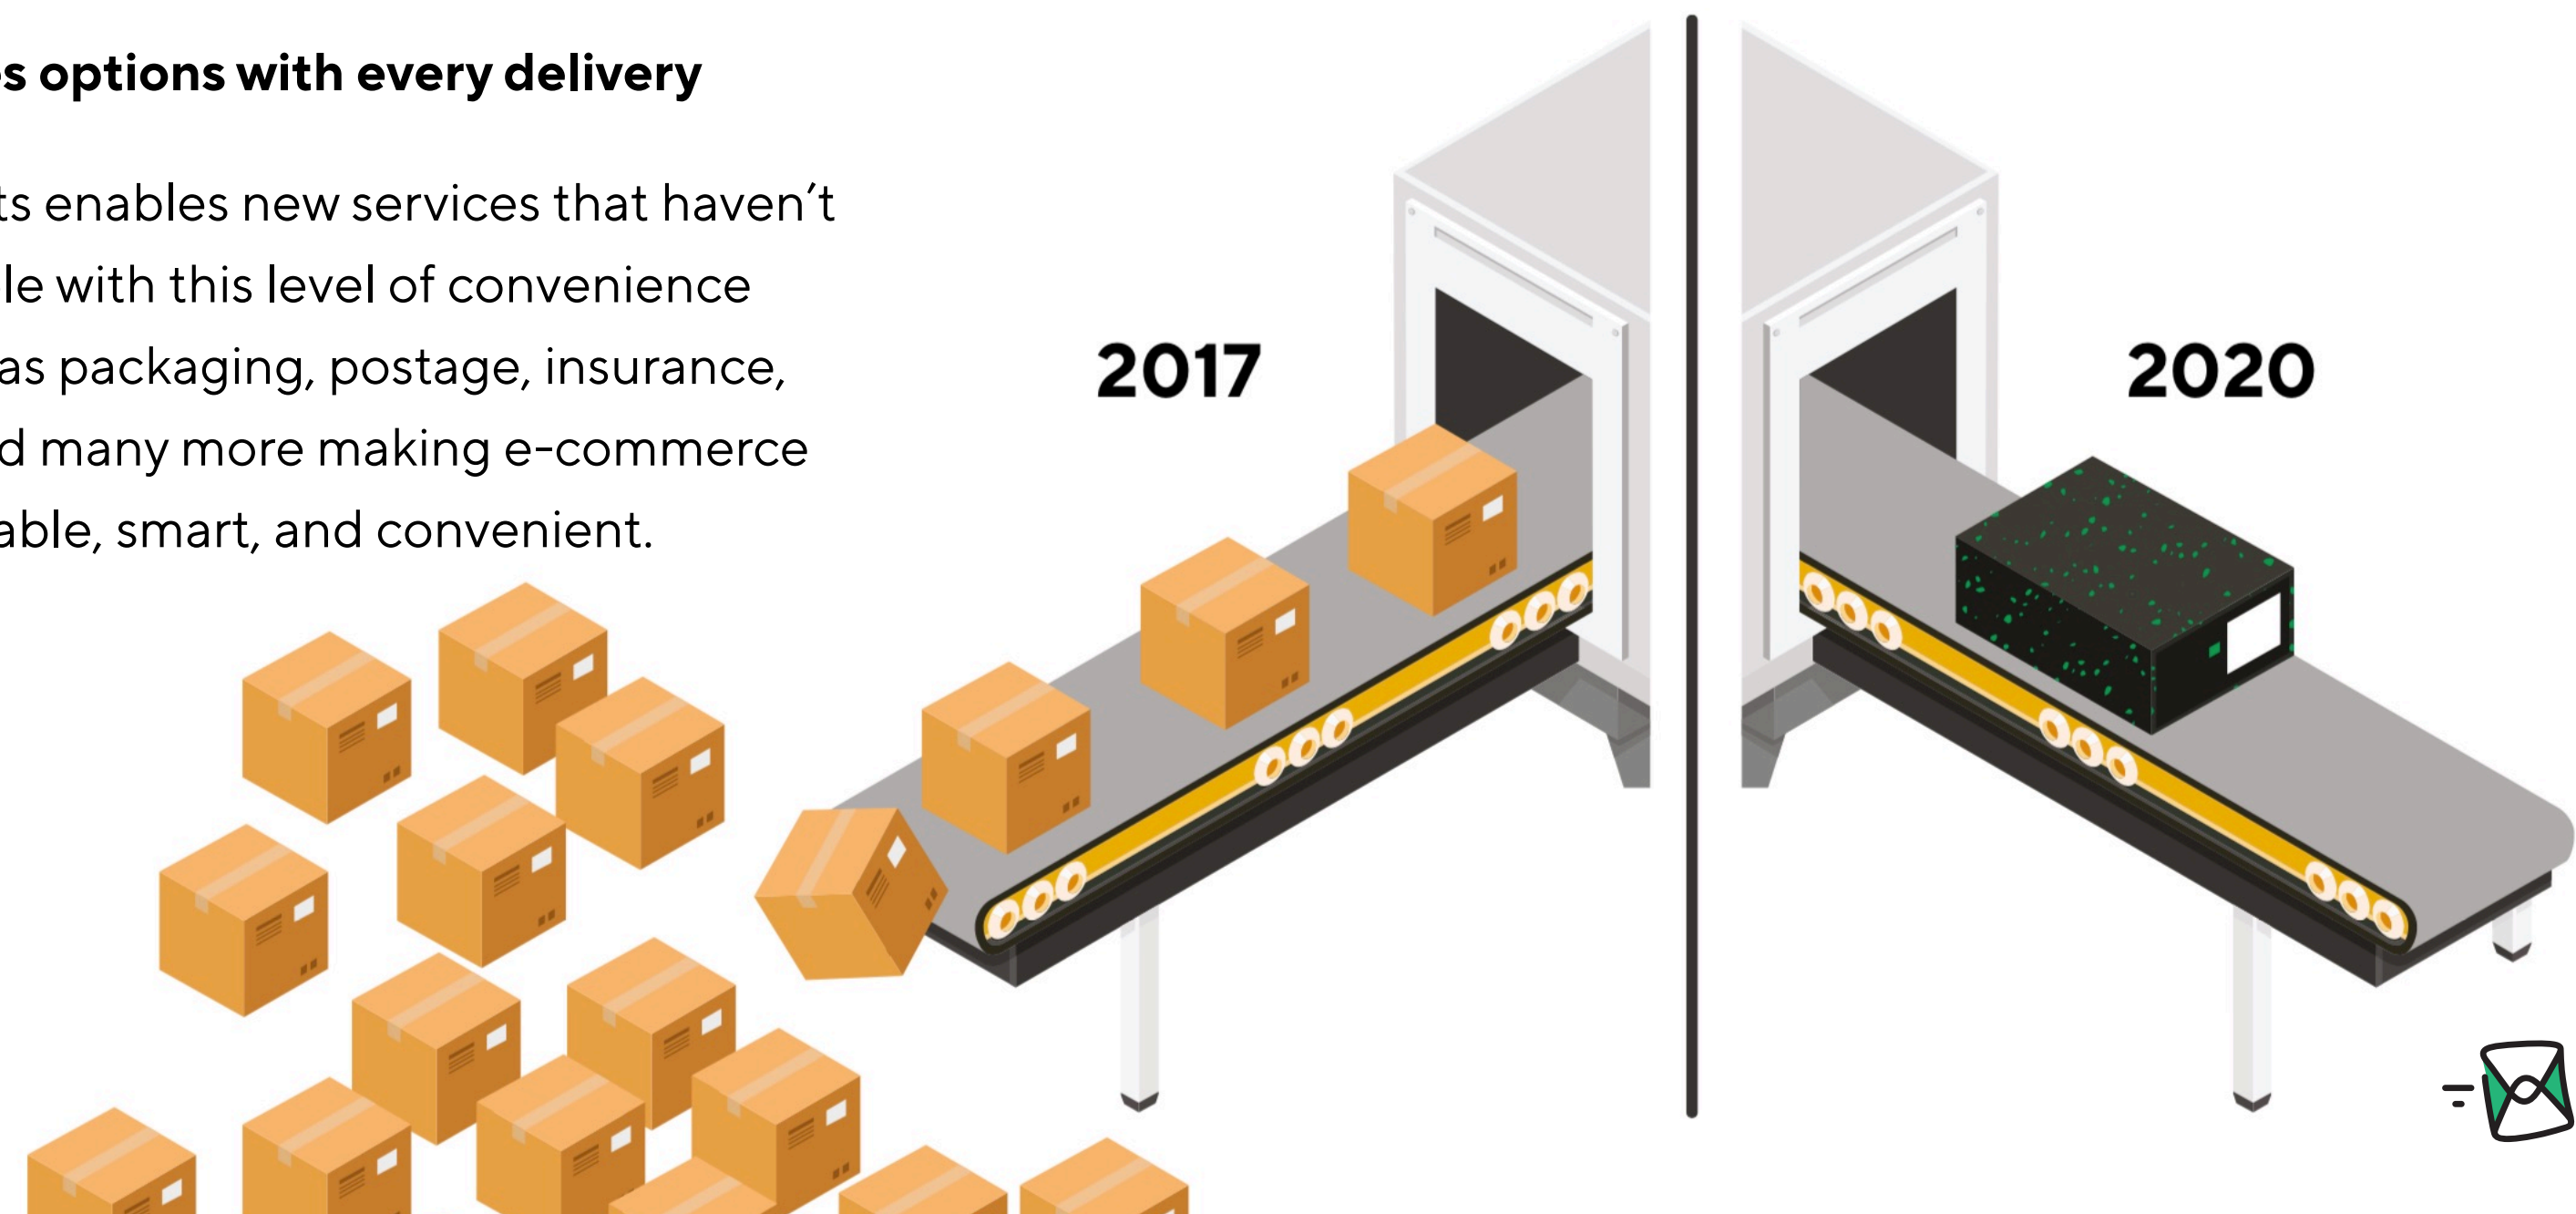 s options with every delivery
ts enables new services that haven't
le with this level of convenience
as packaging, postage, insurance,
d many more making e-commerce
able, smart, and convenient.
2017
2020